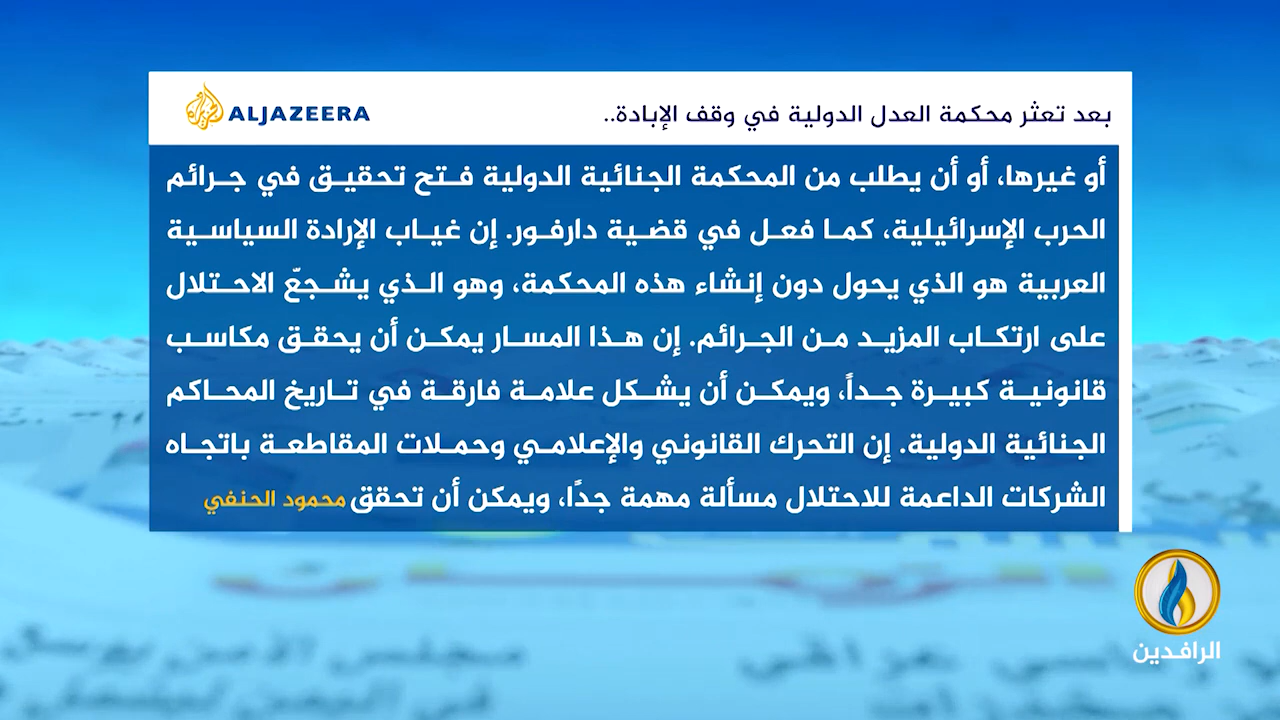 ALJAZEERA
بعد تعثر محكمة العدل الدولية في وقف الإبادة..
أو غيرها، أو أن يطلب من المحكمة الجنائية الدولية فتح تحقيق في جرائم
الحرب الإسرائيلية، كما فعل في قضية دارفور. إن غياب الإرادة السياسية
العربية هو الذي يحول دون إنشاء هذه المحكمة، وهو الذي يشجّع الاحتلال
على ارتكاب المزيد من الجرائم. إن هذا المسار يمكن أن يحقق مكاسب
قانونية كبيرة جداً، ويمكن أن يشكل علامة فارقة في تاريخ المحاكم
الجنائية الدولية. إن التحرك القانوني والإعلامي وحملات المقاطعة باتجاه
الشركات الداعمة للاحتلال مسألة مهمة جدًا، ويمكن أن تحقق محمود الحنفي
الرافدين
مجلس الأمن
في اليمن